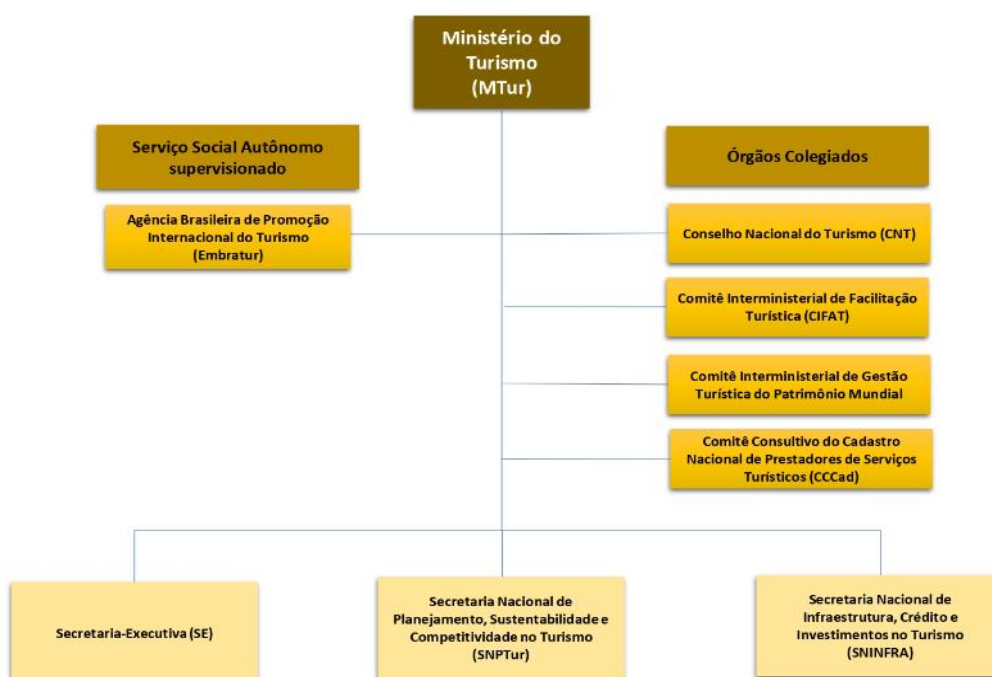 Ministério do
Turismo
(MTur)
Serviço Social Autônomo
supervisionado
Órgãos Colegiados
Agência Brasileira de Promoção
Internacional do Turismo
(Embratur)
Conselho Nacional do Turismo (CNT)
Comitê Interministerial de Facilitação
Turística (CIFAT)
Comitê Interministerial de Gestão
Turística do Patrimônio Mundial
Comitê Consultivo do Cadastro
Nacional de Prestadores de Serviços
Turísticos (CCCad)
Secretaria-Executiva (SE)
Secretaria Nacional de
Planejamento, Sustentabilidade e
Competitividade no Turismo
(SNPTur)
Secretaria Nacional de
Infraestrutura, Crédito e
Investimentos no Turismo
(SNINFRA)